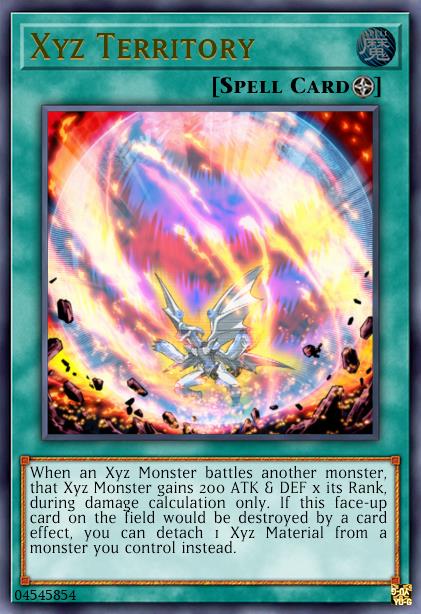 Xyz Territory
魔
[Spell Card]
When an Xyz Monster battles another monster,
that Xyz Monster gains 200 ATK & DEF x its Rank,
during damage calculation only. If this face-up
card on the field would be destroyed by a card
effect, you can detach 1 Xyz Material from a
monster you control instead.
04545854